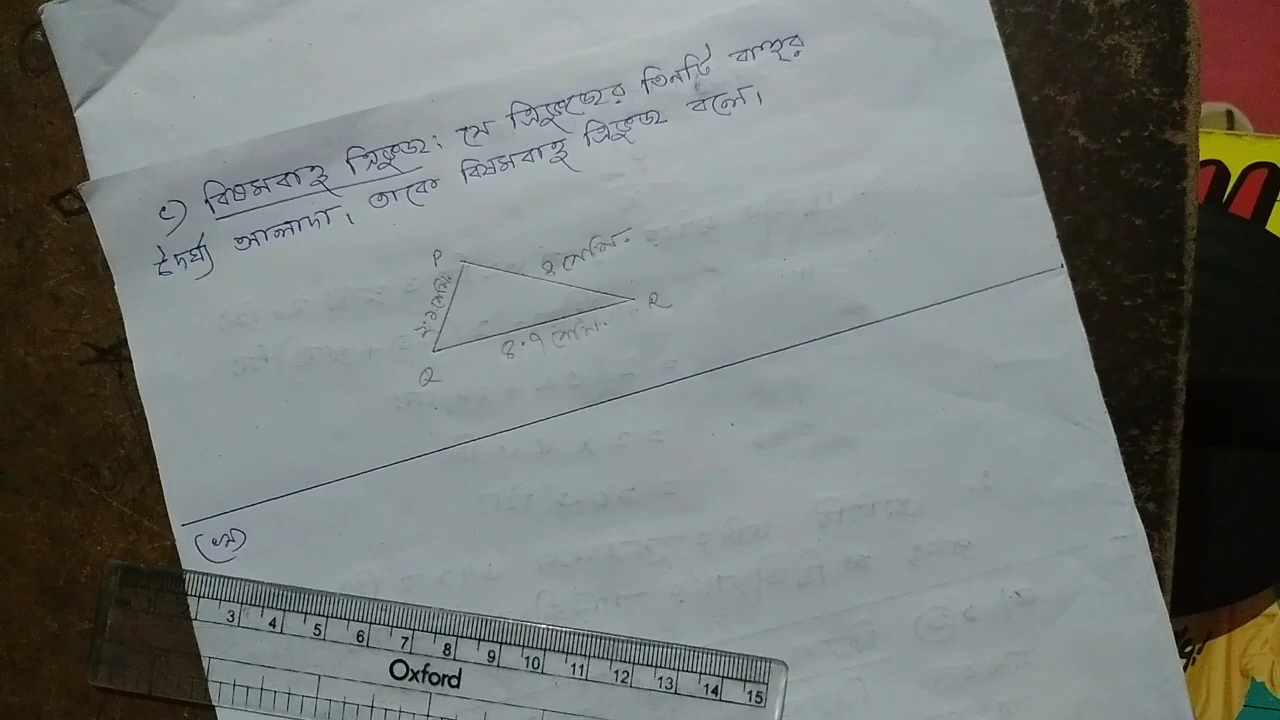 ৩) বিষমবাহু ত্রিভুজ: যে ত্রিভুজের তিনটি বাহুর
দৈর্ঘ্য আলাদা, তাকে বিষমবাহু ত্রিভুজ বলে।
P
৪ সেমি.
সেমি.
R
৪.৭ সেমি.
Q
3 4 5 6 7 8 9 10 11 12 13 14 15
Oxford